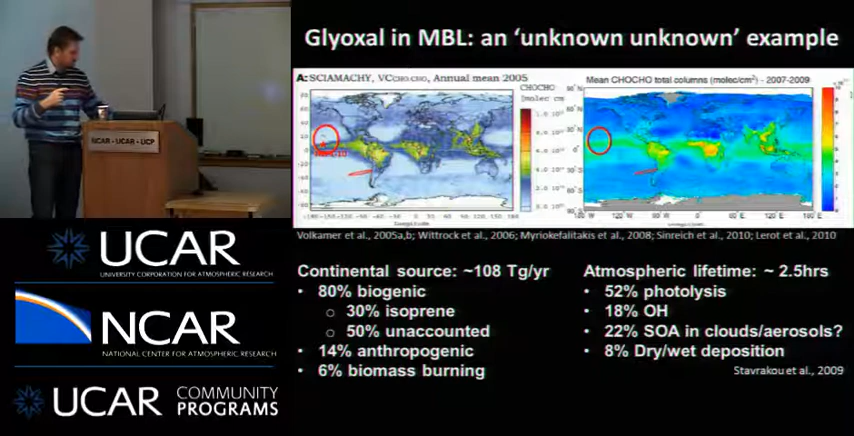 Glyoxal in MBL: an 'unknown unknown' example
A: SCIAMACHY, VC CHO.CHO, Annual mean 2005
CHOCHO
Mean CHOCHO total columns (molec/cm²) - 2007-2009
NCAR - UCAR - UCP
Volkamer et al., 2005a,b; Wittrock et al., 2006; Myriokefalitakis et al., 2008; Sinreich et al., 2010; Lerot et al., 2010
UCAR
UNIVERSITY CORPORATION FOR ATMOSPHERIC RESEARCH
NCAR
NATIONAL CENTER FOR ATMOSPHERIC RESEARCH
UCAR COMMUNITY
PROGRAMS
Continental source: ~108 Tg/yr
• 80% biogenic
o 30% isoprene
o 50% unaccounted
• 14% anthropogenic
• 6% biomass burning
Atmospheric lifetime: ~ 2.5hrs
• 52% photolysis
• 18% OH
• 22% SOA in clouds/aerosols?
• 8% Dry/wet deposition
Stavrakou et al., 2009